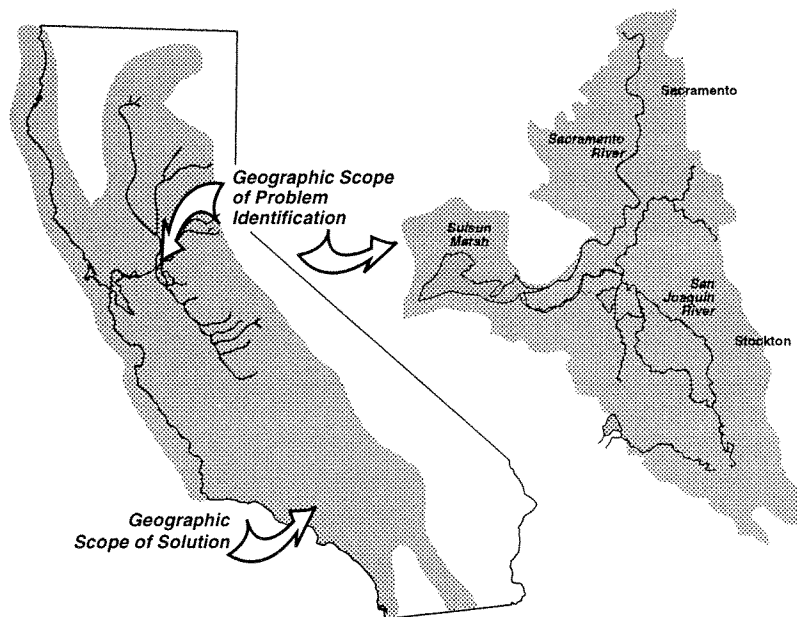 Geographic Scope
of Problem
Identification
Geographic
Scope of Solution
Sacramento
Sacramento
River
Suisun
Marsh
San
Joaquin
River
Stockton